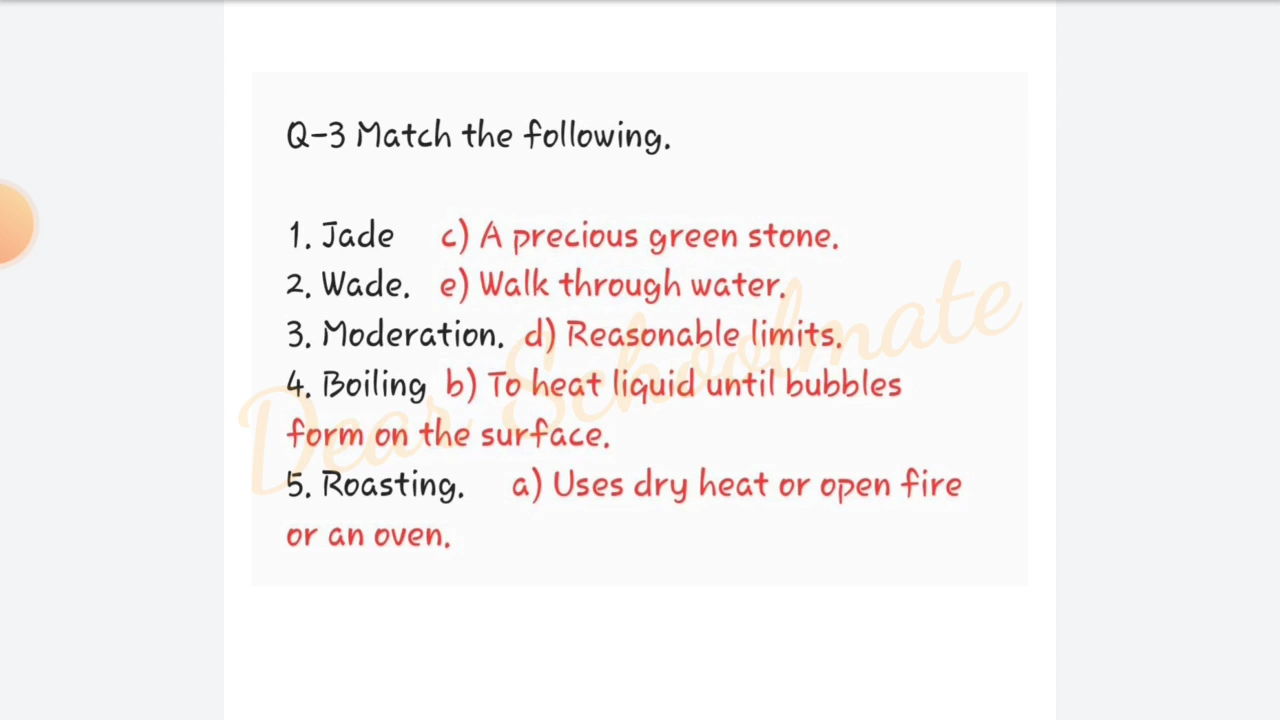 Q-3 Match the following.
1. Jade c) A precious green stone.
2. Wade. e) Walk through water.
3. Moderation. d) Reasonable limits.
4. Boiling b) To heat liquid until bubbles
form on the surface.
5. Roasting. a) Uses dry heat or open fire
or an oven.
Dear Schoolmate